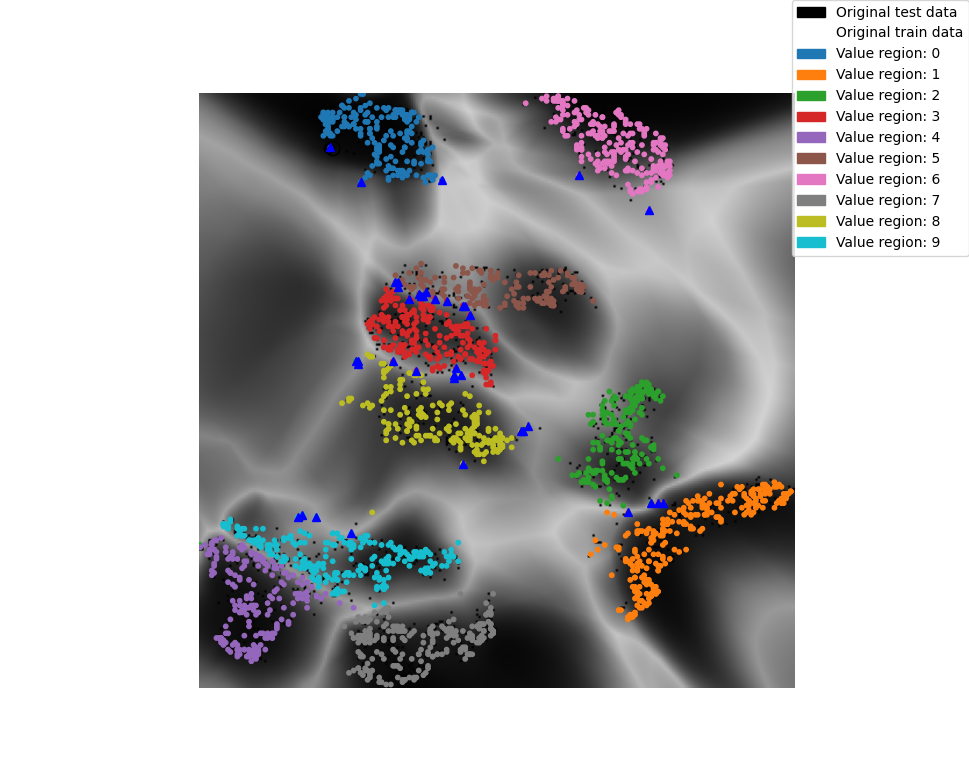 Original test data
Original train data
Value region: 0
Value region: 1
Value region: 2
Value region: 3
Value region: 4
Value region: 5
Value region: 6
Value region: 7
Value region: 8
Value region: 9